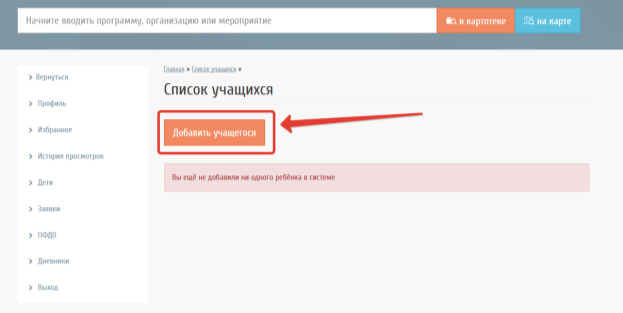 Начните вводить программу, организацию или мероприятие
в картотеке
на карте
Вернуться
Профиль
Избранное
История просмотров
Дети
Заявки
ПФДО
Дневники
Выход
Главная » Список учащихся »
Список учащихся
Добавить учащегося
Вы ещё не добавили ни одного ребёнка в системе